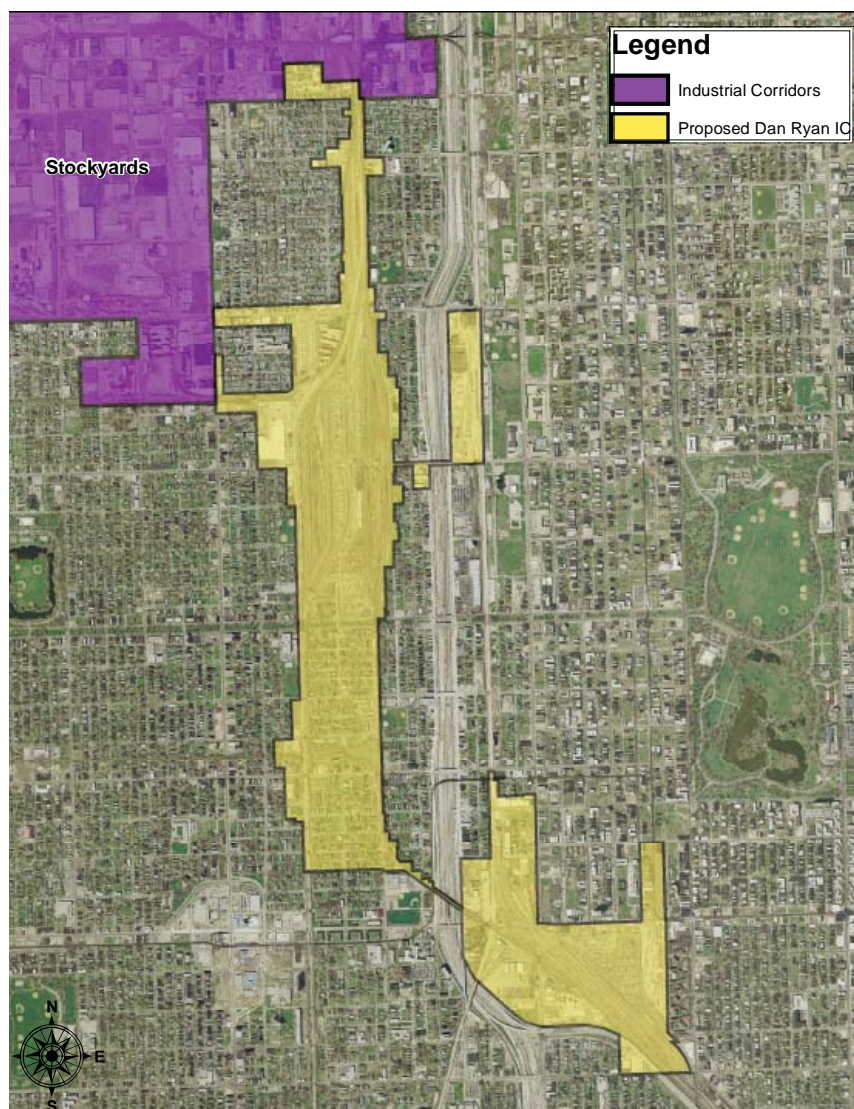 Legend
Industrial Corridors
Proposed Dan Ryan IC
Stockyards
N
E
S